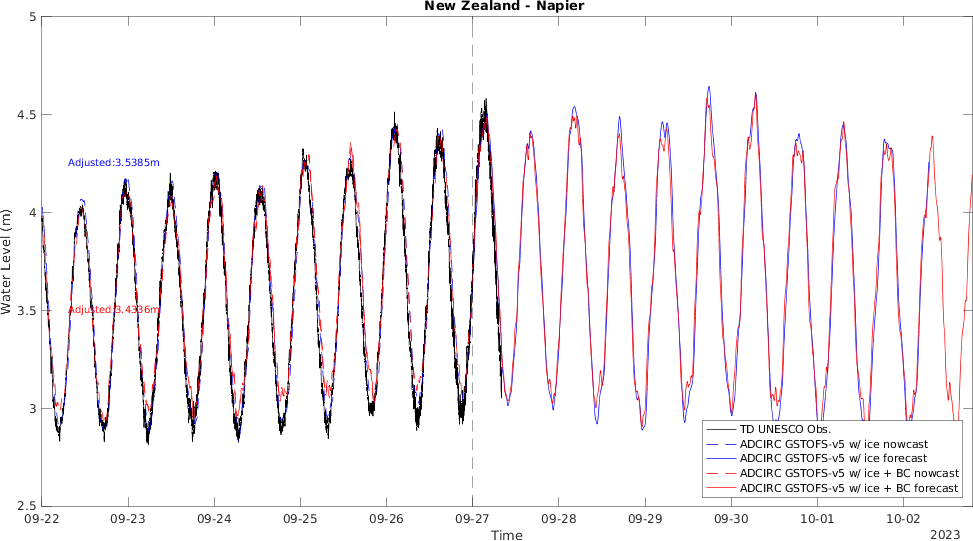 New Zealand - Napier
Water Level (m)
5
4.5
4
3.5
3
2.5
Adjusted:3.5385m
Adjusted:3.4336m
TD UNESCO Obs.
ADCIRC GSTOFS-v5 w/ ice nowcast
ADCIRC GSTOFS-v5 w/ ice forecast
ADCIRC GSTOFS-v5 w/ ice + BC nowcast
ADCIRC GSTOFS-v5 w/ ice + BC forecast
09-22 09-23 09-24 09-25 09-26 09-27 09-28 09-29 09-30 10-01 10-02
Time
2023